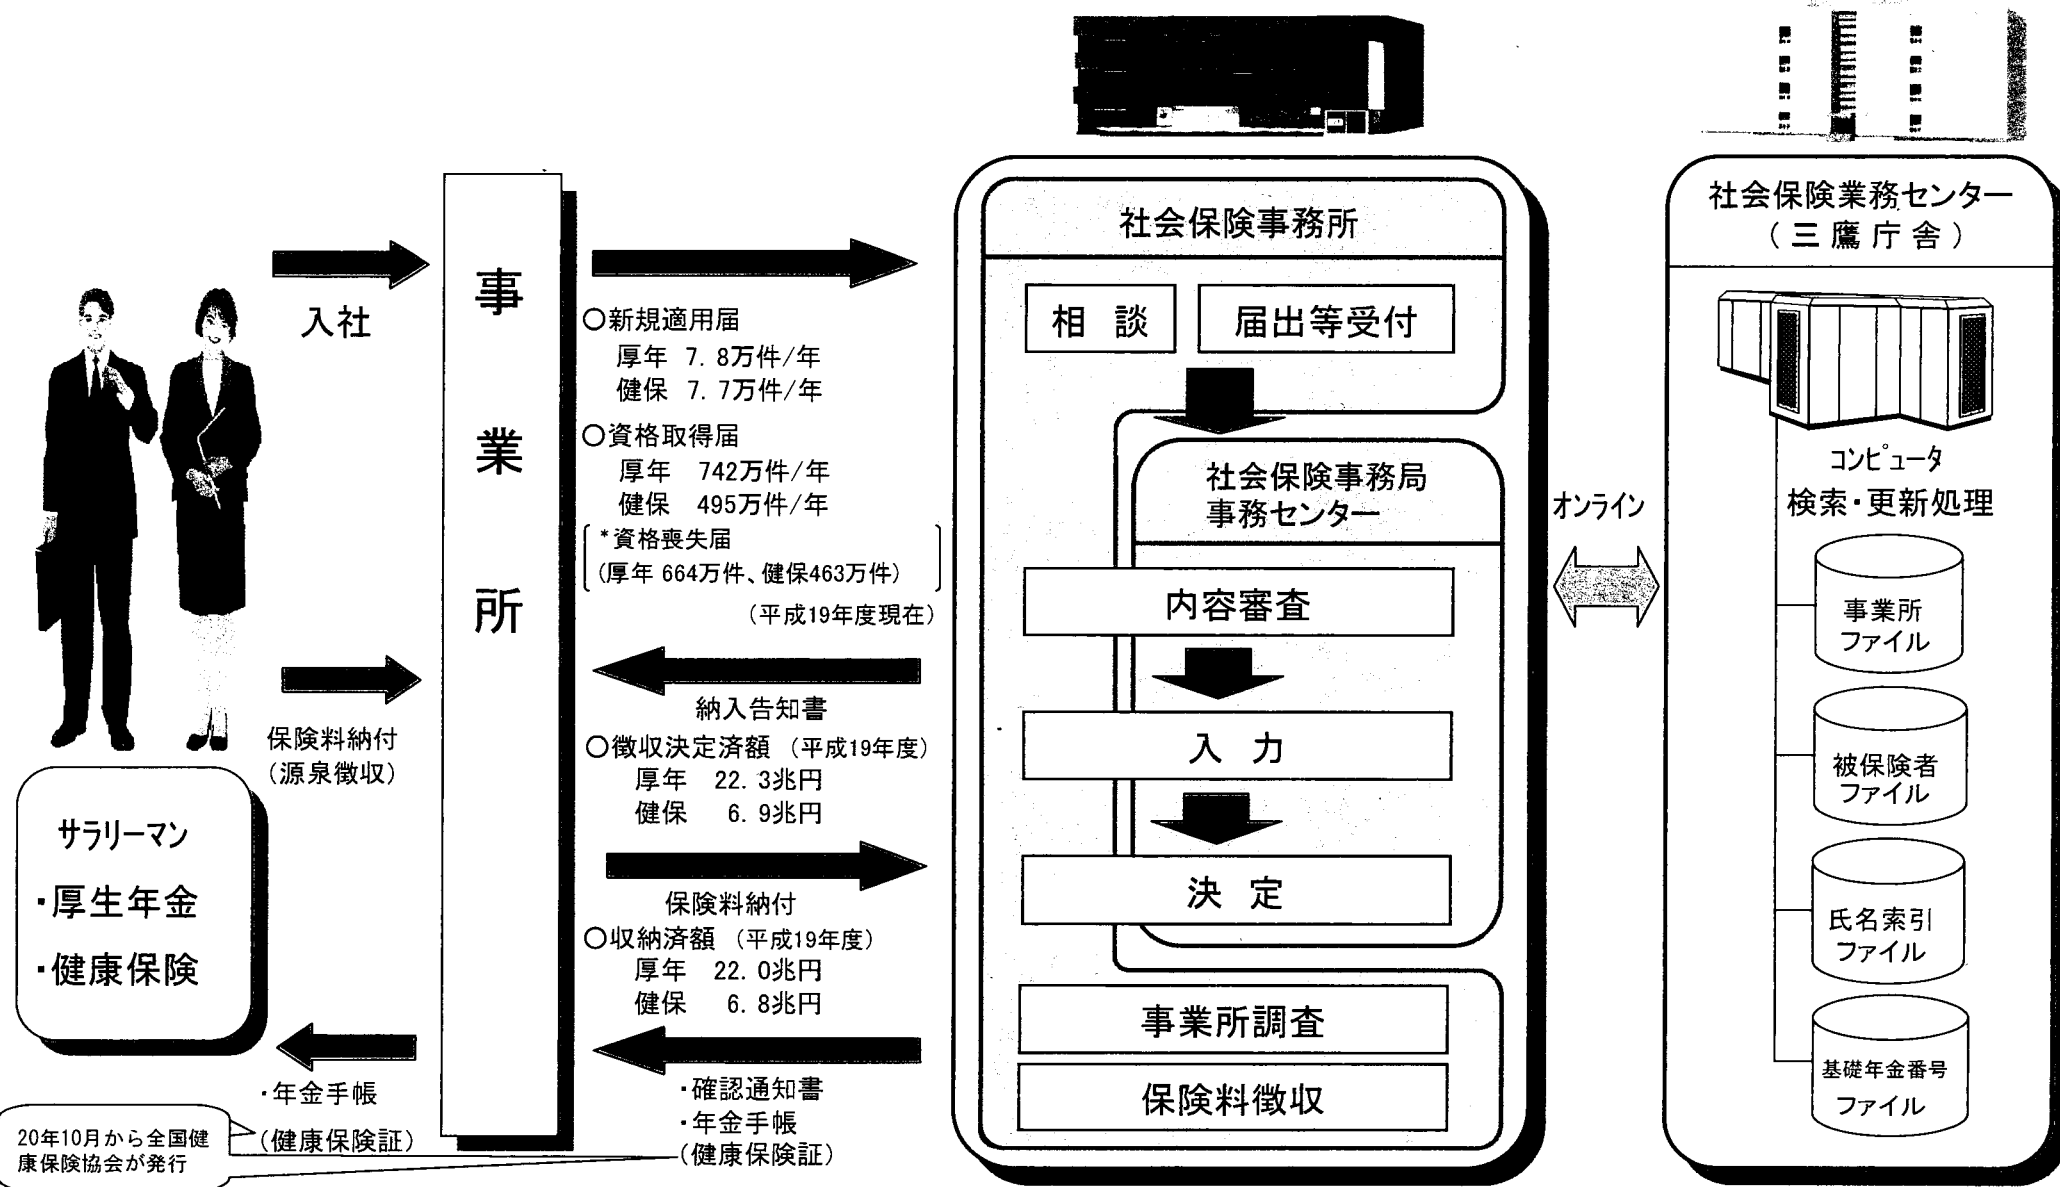 入社
保険料納付
（源泉徴収）
サラリーマン
・厚生年金
・健康保険
・年金手帳
（健康保険証）
20年10月から全国健
康保険協会が発行
事業所
○新規適用届
厚年 7.8万件/年
健保 7.7万件/年
○資格取得届
厚年 742万件/年
健保 495万件/年
*資格喪失届
（厚年 664万件、健保463万件）
（平成19年度現在）
納入告知書
○徴収決定済額（平成19年度）
厚年 22.3兆円
健保 6.9兆円
保険料納付
○収納済額（平成19年度）
厚年 22.0兆円
健保 6.8兆円
・確認通知書
・年金手帳
（健康保険証）
社会保険事務所
相 談
届出等受付
社会保険事務局
事務センター
内容審査
入 力
決 定
事業所調査
保険料徴収
オンライン
社会保険業務センター
（三鷹庁舎）
コンピュータ
検索・更新処理
事業所
ファイル
被保険者
ファイル
氏名索引
ファイル
基礎年金番号
ファイル